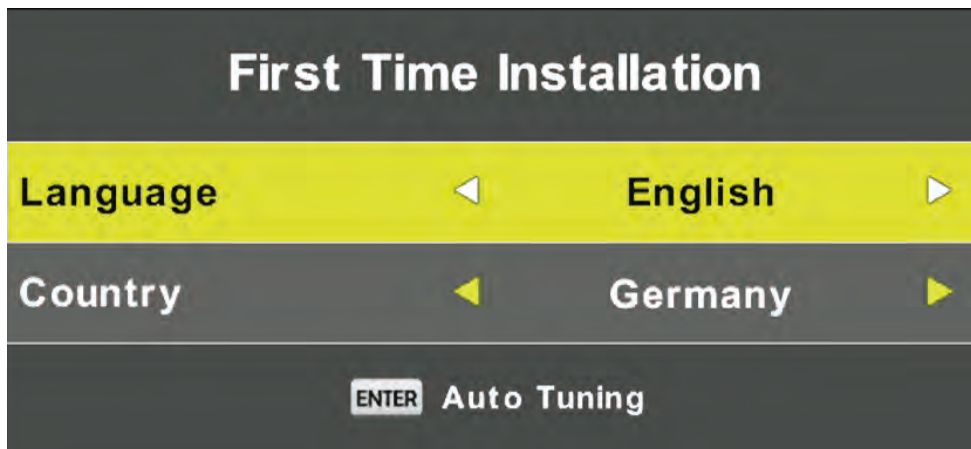 First Time Installation
Language English
Country Germany
ENTER Auto Tuning